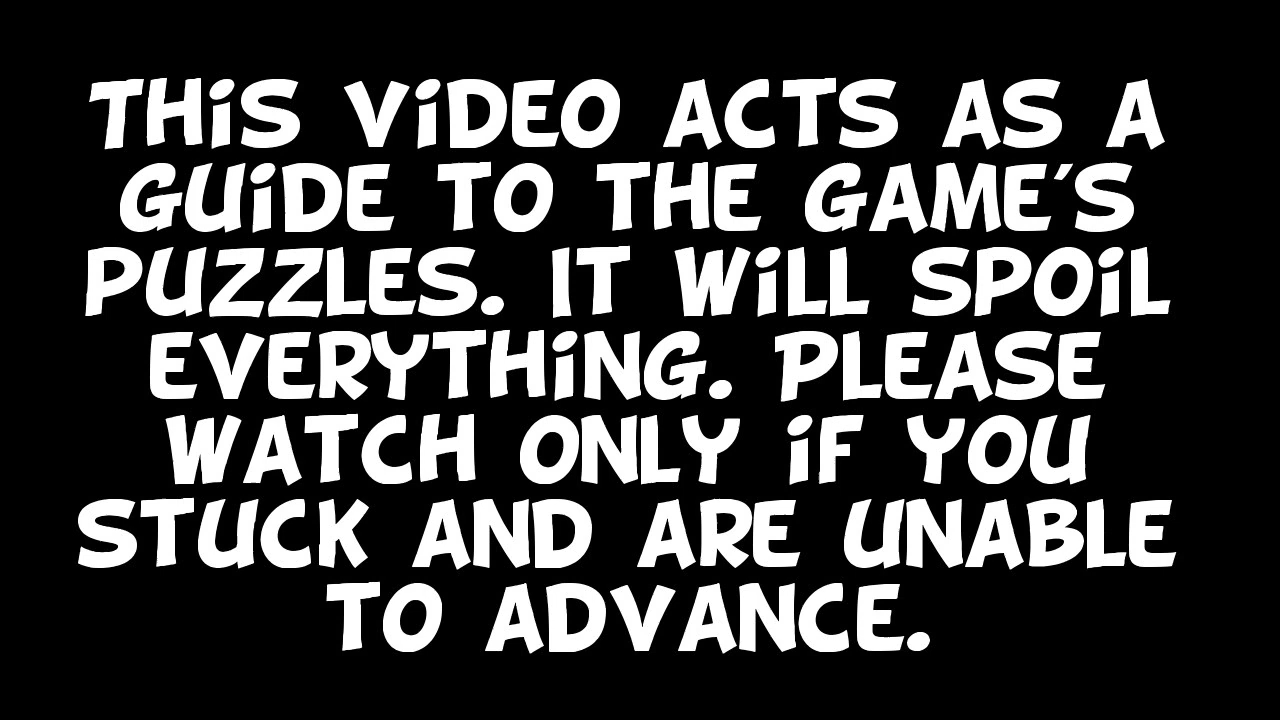 THiS ViDEO ACTS AS A
GUiDE TO THE GAME'S
PUZZLES. IT WiLL SPOiL
EVERYTHiNG. PLEASE
WATCH ONLY iF YOU
STUCK AND ARE UNABLE
TO ADVANCE.